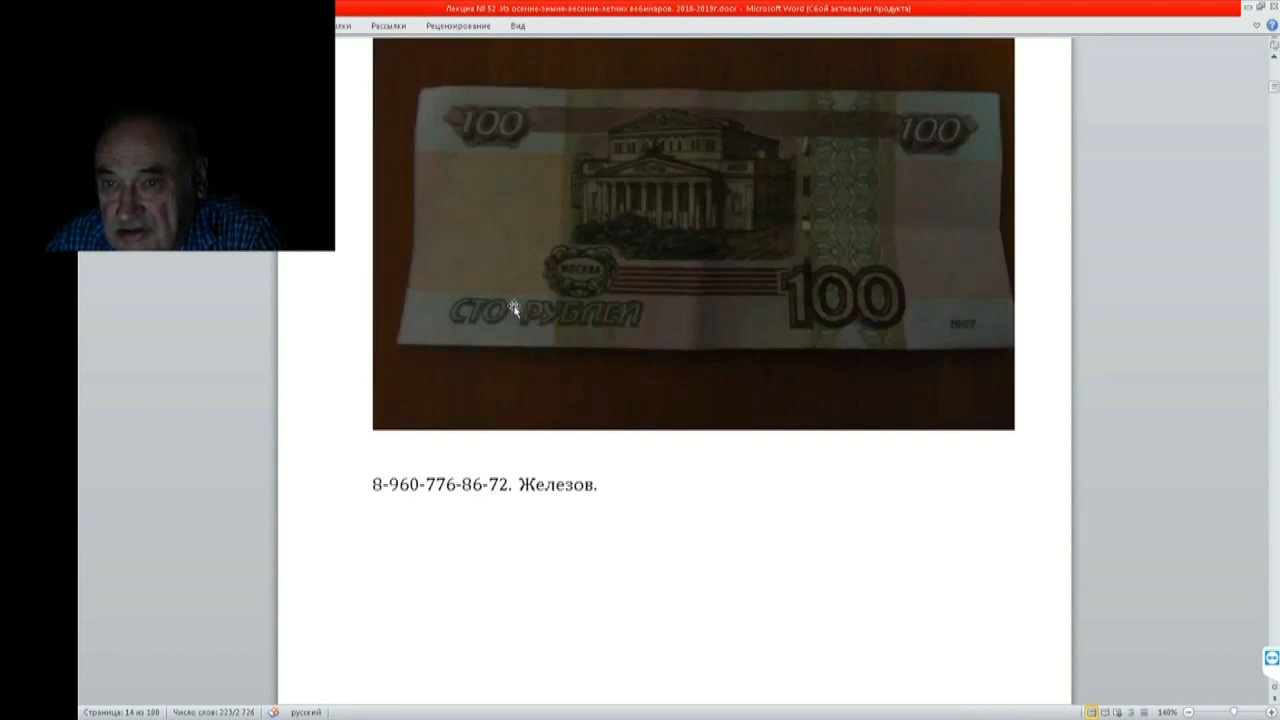 Лекция № 52 .Из осенне-зимне-весенне-летних вебинаров. 2018-2019г.docx - Microsoft Word (Сбой активации продукта)
лки Рассылки Рецензирование Вид
100
100
МОСКВА
100
СТО РУБЛЕЙ
1997
8-960-776-86-72. Железов.
Страница: 14 из 100 Число слов: 223/2 726 русский 140%